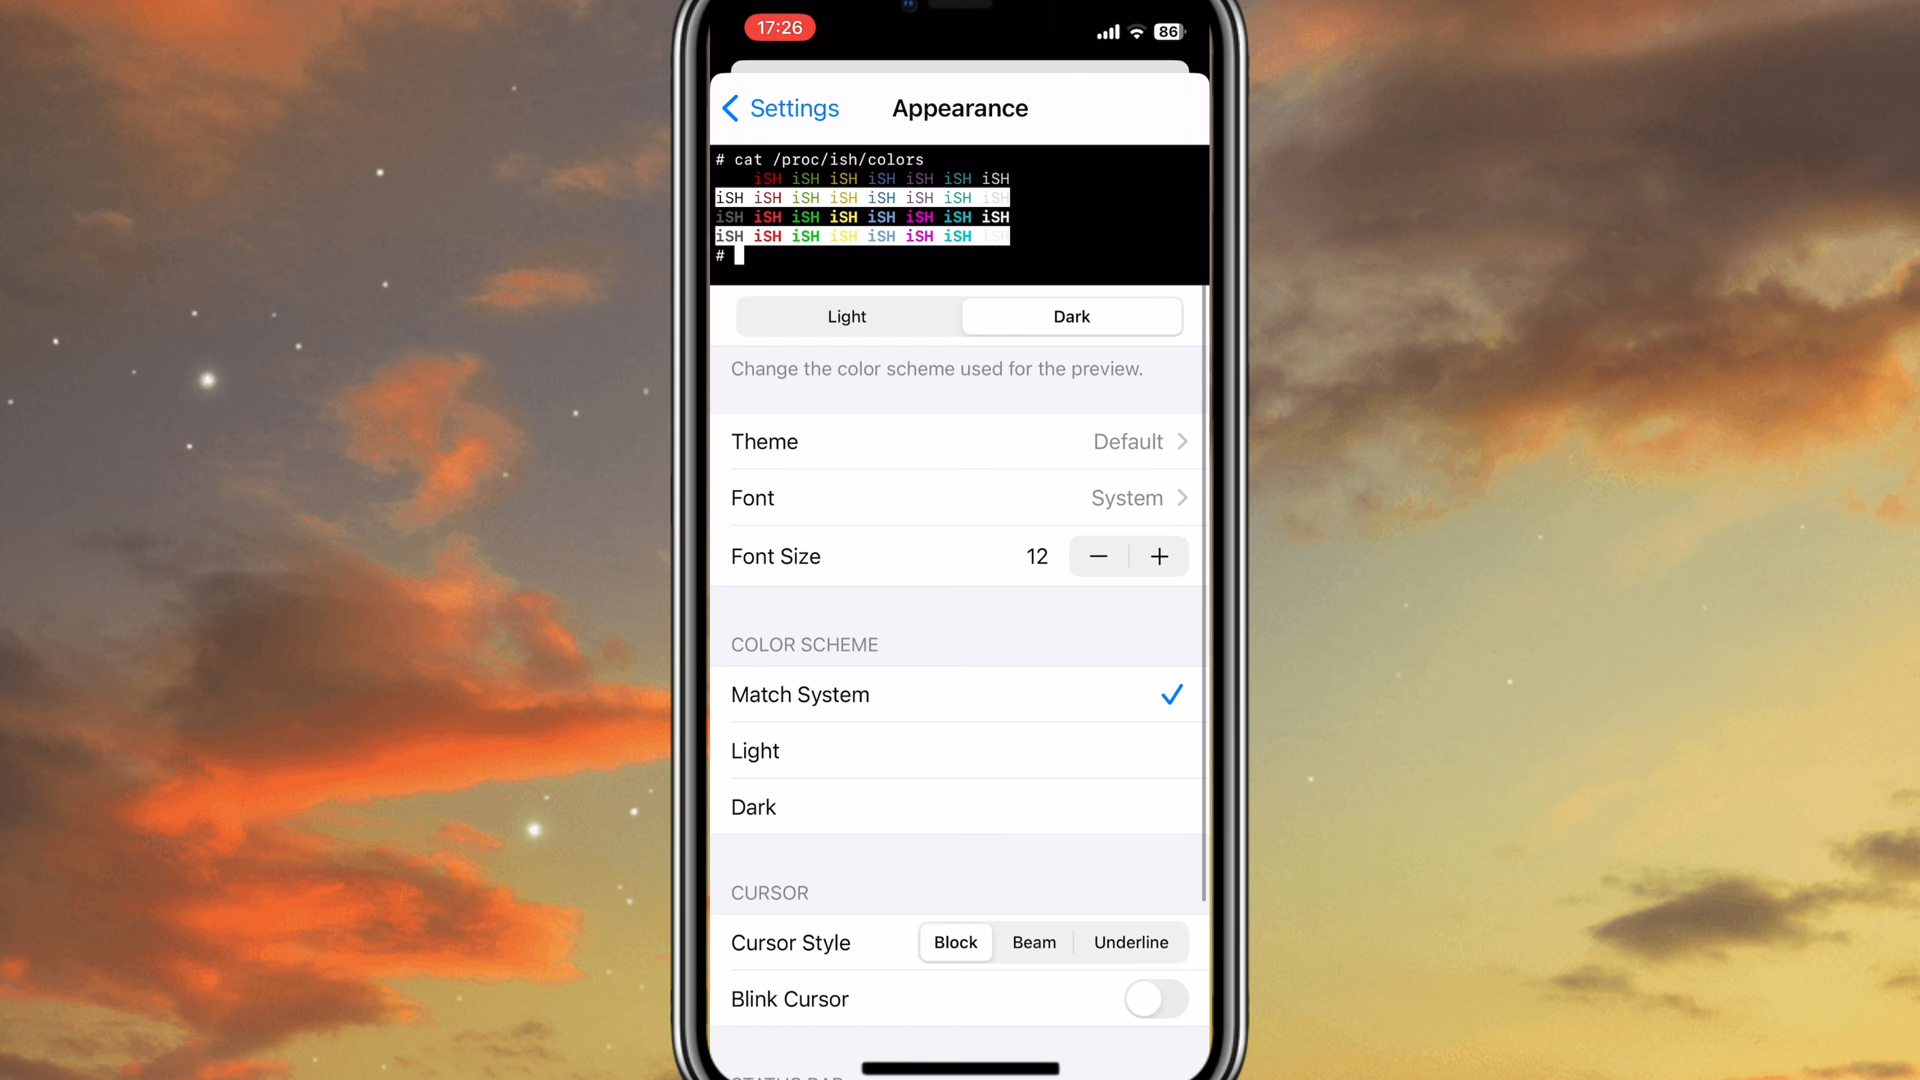 17:26
86
Settings
Appearance
# cat /proc/ish/colors
iSH iSH iSH iSH iSH iSH iSH
iSH iSH iSH iSH iSH iSH iSH iSH
iSH iSH iSH iSH iSH iSH iSH iSH
iSH iSH iSH iSH iSH iSH iSH iSH
#
Light Dark
Change the color scheme used for the preview.
Theme Default
Font System
Font Size 12 − +
COLOR SCHEME
Match System
Light
Dark
CURSOR
Cursor Style Block Beam Underline
Blink Cursor